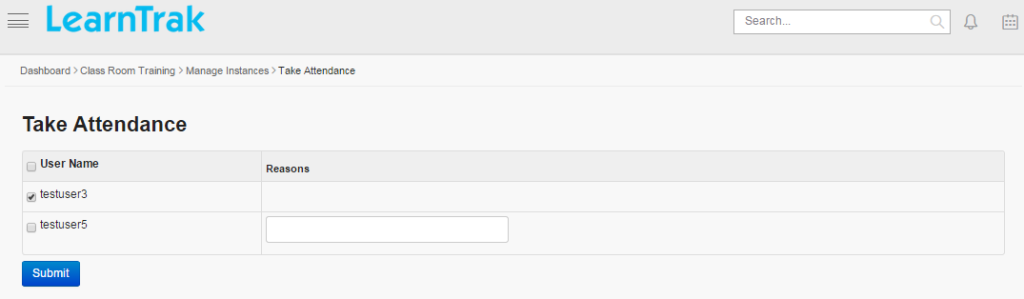 LearnTrak
Search...
Dashboard > Class Room Training > Manage Instances > Take Attendance
Take Attendance
User Name Reasons
testuser3
testuser5
Submit